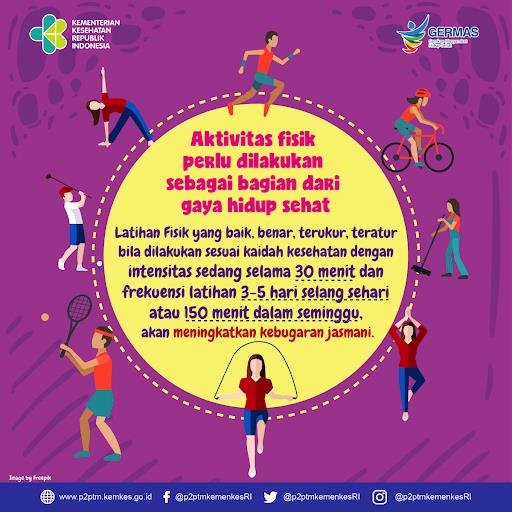 KEMENTERIAN
KESEHATAN
REPUBLIK
INDONESIA
GERMAS
Aktivitas fisik
perlu dilakukan
sebagai bagian dari
gaya hidup sehat
Latihan Fisik yang baik, benar, terukur, teratur
bila dilakukan sesuai kaidah kesehatan dengan
intensitas sedang selama 30 menit dan
frekuensi latihan 3-5 hari selang sehari
atau 150 menit dalam seminggu,
akan meningkatkan kebugaran jasmani.
Image by Freepik
www.p2ptm.kemkes.go.id
@p2ptmkemenkesRI
@p2ptmkemenkesRI
@p2ptmkemenkesRI